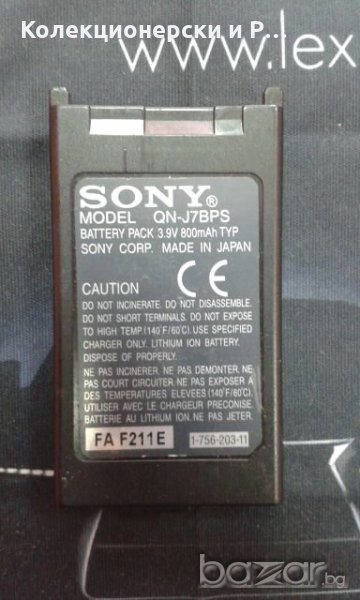 Колекционерски и Р...
www.lex
SONY®
MODEL QN-J7BPS
BATTERY PACK 3.9V 800mAh TYP
SONY CORP. MADE IN JAPAN
CAUTION CE
DO NOT INCINERATE. DO NOT DISASSEMBLE.
DO NOT SHORT TERMINALS. DO NOT EXPOSE
TO HIGH TEMP.(140°F/60°C). USE SPECIFIED
CHARGER ONLY. LITHIUM ION BATTERY.
DISPOSE OF PROPERLY.
NE PAS INCINERER. NE PAS DEMONTER.
NE PAS COURT CIRCUITER. NE PAS EXPOSER A
DES TEMPERATURES ELEVEES (140°F/60°C).
UTILISER AVEC LE CHARGEUR PRECONISE.
BATTERIE AU LITHIUM ION. NE PAS JETER.
FA F211E 1-756-203-11
bazar.bg